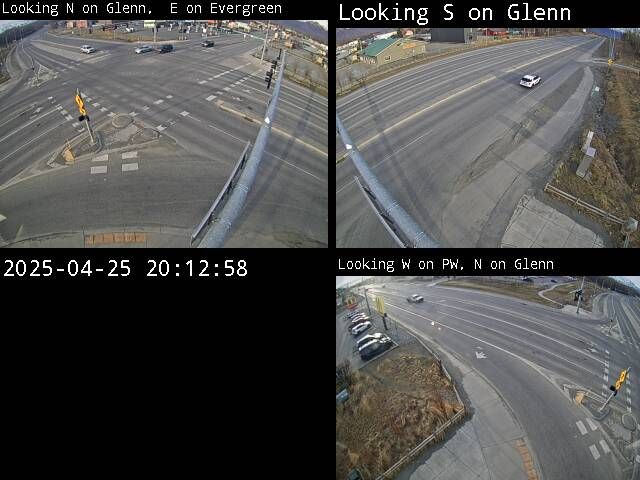 Looking N on Glenn,  E on Evergreen
Looking S on Glenn
2025-04-25 20:12:58
Looking W on PW, N on Glenn